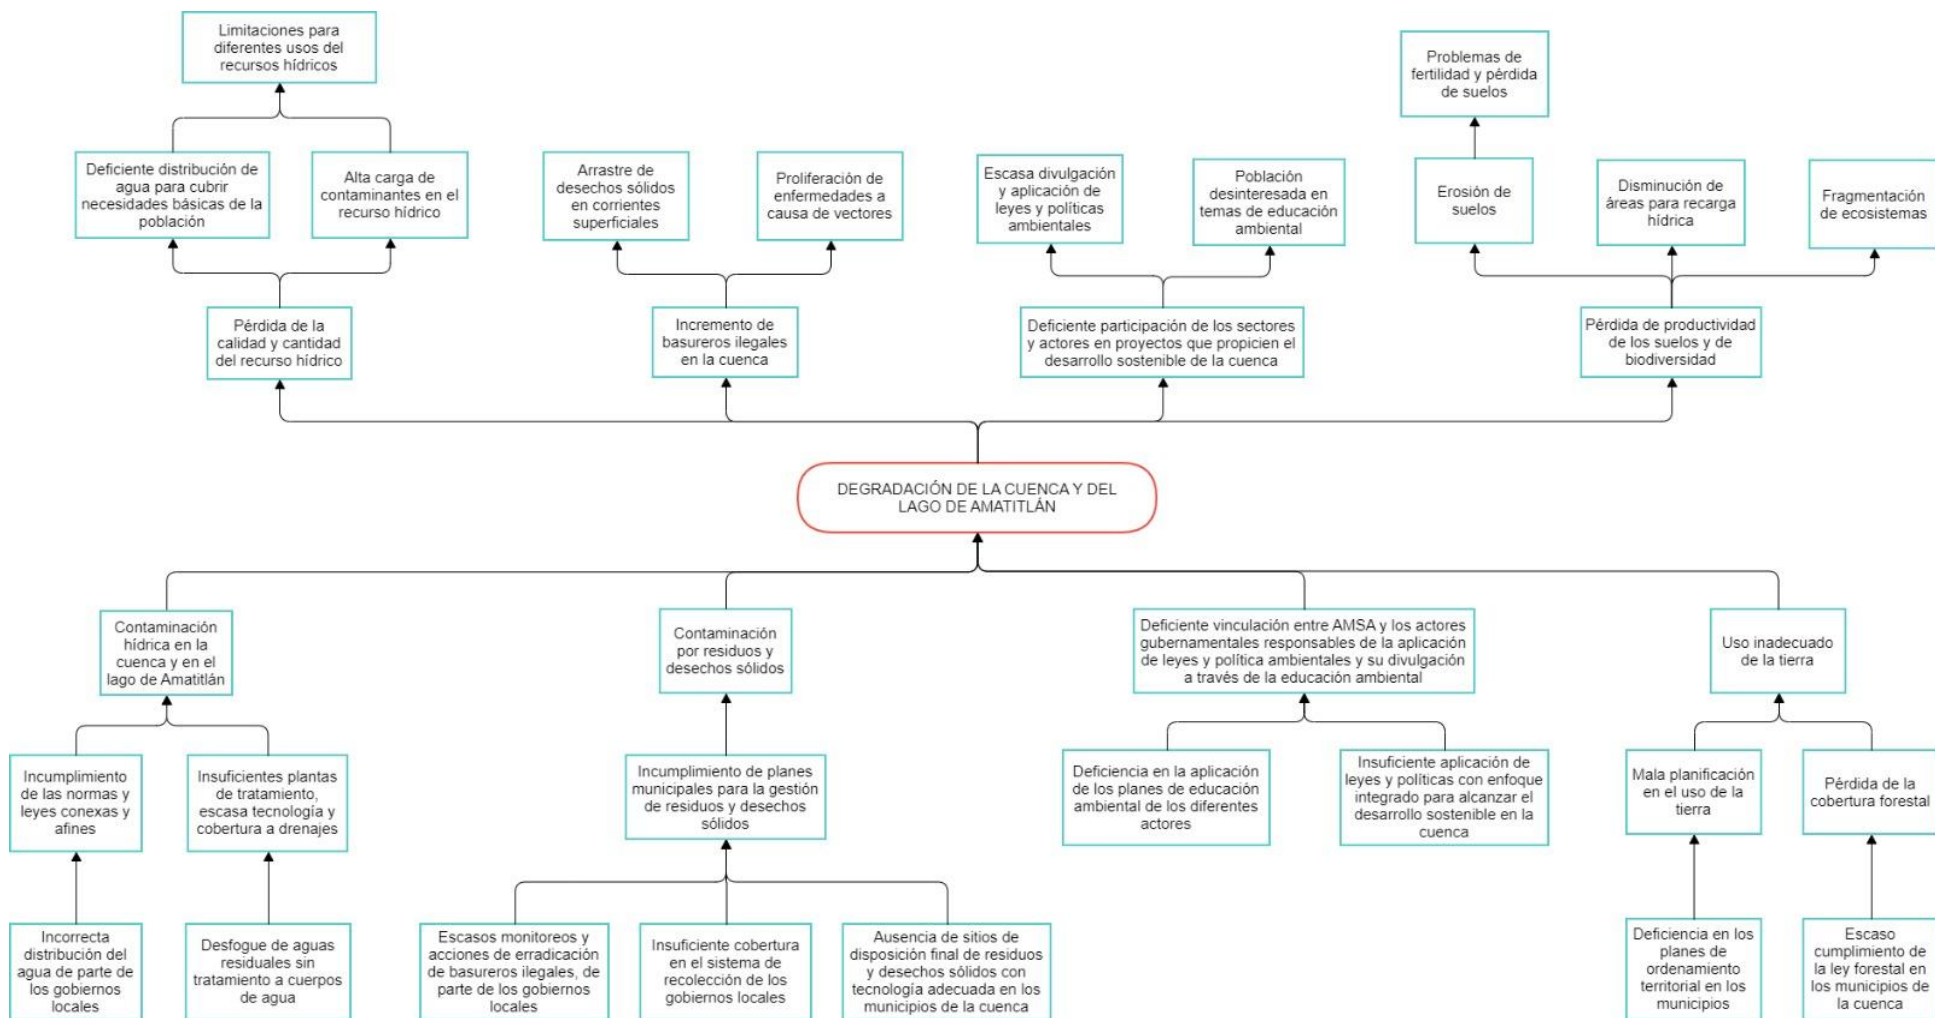 Limitaciones para
diferentes usos del
recursos hídricos
Problemas de
fertilidad y pérdida
de suelos
Deficiente distribución de
agua para cubrir
necesidades básicas de la
población
Alta carga de
contaminantes en el
recurso hídrico
Arrastre de
desechos sólidos
en corrientes
superficiales
Proliferación de
enfermedades a
causa de vectores
Escasa divulgación
y aplicación de
leyes y políticas
ambientales
Población
desinteresada en
temas de educación
ambiental
Erosión de
suelos
Disminución de
áreas para recarga
hídrica
Fragmentación
de ecosistemas
Pérdida de la
calidad y cantidad
del recurso hídrico
Incremento de
basureros ilegales
en la cuenca
Deficiente participación de los sectores
y actores en proyectos que propicien el
desarrollo sostenible de la cuenca
Pérdida de productividad
de los suelos y de
biodiversidad
DEGRADACIÓN DE LA CUENCA Y DEL
LAGO DE AMATITLÁN
Contaminación
hídrica en la
cuenca y en el
lago de Amatitlán
Contaminación
por residuos y
desechos sólidos
Deficiente vinculación entre AMSA y los actores
gubernamentales responsables de la aplicación
de leyes y política ambientales y su divulgación
a través de la educación ambiental
Uso inadecuado
de la tierra
Incumplimiento
de las normas y
leyes conexas y
afines
Insuficientes plantas
de tratamiento,
escasa tecnología y
cobertura a drenajes
Incumplimiento de planes
municipales para la gestión
de residuos y desechos
sólidos
Deficiencia en la aplicación
de los planes de educación
ambiental de los diferentes
actores
Insuficiente aplicación de
leyes y políticas con enfoque
integrado para alcanzar el
desarrollo sostenible en la
cuenca
Mala planificación
en el uso de la
tierra
Pérdida de la
cobertura forestal
Incorrecta
distribución del
agua de parte de
los gobiernos
locales
Desfogue de aguas
residuales sin
tratamiento a cuerpos
de agua
Escasos monitoreos y
acciones de erradicación
de basureros ilegales, de
parte de los gobiernos
locales
Insuficiente cobertura
en el sistema de
recolección de los
gobiernos locales
Ausencia de sitios de
disposición final de residuos
y desechos sólidos con
tecnología adecuada en los
municipios de la cuenca
Deficiencia en los
planes de
ordenamiento
territorial en los
municipios
Escaso
cumplimiento de
la ley forestal en
los municipios de
la cuenca